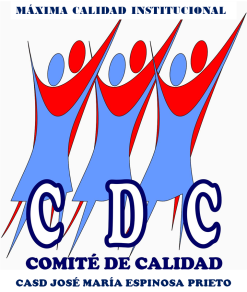 MÁXIMA CALIDAD INSTITUCIONAL
C D C
COMITÉ DE CALIDAD
CASD JOSÉ MARÍA ESPINOSA PRIETO